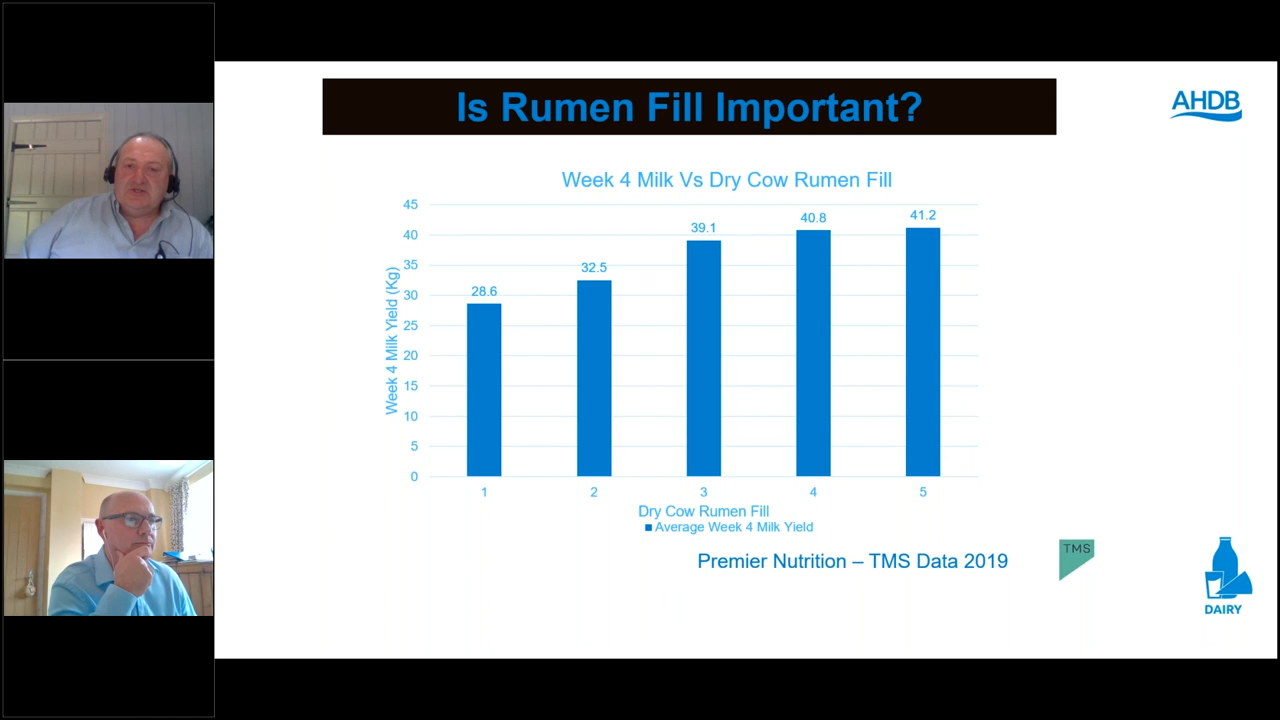 Is Rumen Fill Important?
AHDB
Week 4 Milk Vs Dry Cow Rumen Fill
Week 4 Milk Yield (Kg)
45
40
35
30
25
20
15
10
5
0
28.6
32.5
39.1
40.8
41.2
1
2
3
4
5
Dry Cow Rumen Fill
Average Week 4 Milk Yield
Premier Nutrition – TMS Data 2019
TMS
DAIRY